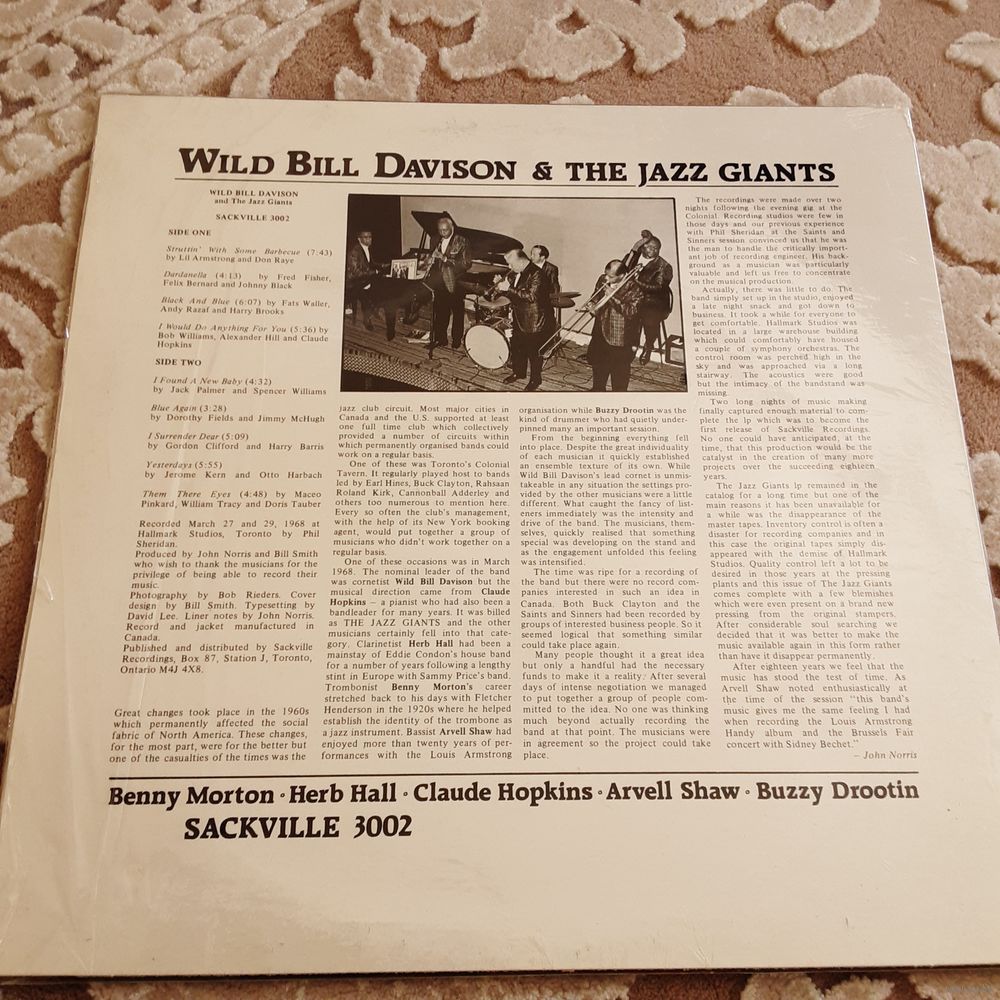 WILD BILL DAVISON & THE JAZZ GIANTS
WILD BILL DAVISON
and The Jazz Giants
SACKVILLE 3002
SIDE ONE
Struttin' With Some Barbecue (7:43)
by Lil Armstrong and Don Raye
Dardanella (4:13) by Fred Fisher,
Felix Bernard and Johnny Black
Black And Blue (6:07) by Fats Waller,
Andy Razaf and Harry Brooks
I Would Do Anything For You (5:36) by
Bob Williams, Alexander Hill and Claude
Hopkins
SIDE TWO
I Found A New Baby (4:32)
by Jack Palmer and Spencer Williams
Blue Again (3:28)
by Dorothy Fields and Jimmy McHugh
I Surrender Dear (5:09)
by Gordon Clifford and Harry Barris
Yesterdays (5:55)
by Jerome Kern and Otto Harbach
Them There Eyes (4:48) by Maceo
Pinkard, William Tracy and Doris Tauber
Recorded March 27 and 29, 1968 at
Hallmark Studios, Toronto by Phil
Sheridan.
Produced by John Norris and Bill Smith
who wish to thank the musicians for the
privilege of being able to record their
music.
Photography by Bob Rieders. Cover
design by Bill Smith. Typesetting by
David Lee. Liner notes by John Norris.
Record and jacket manufactured in
Canada.
Published and distributed by Sackville
Recordings, Box 87, Station J, Toronto,
Ontario M4J 4X8.
Great changes took place in the 1960s
which permanently affected the social
fabric of North America. These changes,
for the most part, were for the better but
one of the casualties of the times was the
jazz club circuit. Most major cities in
Canada and the U.S. supported at least
one full time club which collectively
provided a number of circuits within
which permanently organised bands could
work on a regular basis.
One of these was Toronto's Colonial
Tavern. It regularly played host to bands
led by Earl Hines, Buck Clayton, Rahsaan
Roland Kirk, Cannonball Adderley and
others too numerous to mention here.
Every so often the club's management,
with the help of its New York booking
agent, would put together a group of
musicians who didn't work together on a
regular basis.
One of these occasions was in March
1968. The nominal leader of the band
was cornetist Wild Bill Davison but the
musical direction came from Claude
Hopkins – a pianist who had also been a
bandleader for many years. It was billed
as THE JAZZ GIANTS and the other
musicians certainly fell into that cate-
gory. Clarinetist Herb Hall had been a
mainstay of Eddie Condon's house band
for a number of years following a lengthy
stint in Europe with Sammy Price's band.
Trombonist Benny Morton's career
stretched back to his days with Fletcher
Henderson in the 1920s where he helped
establish the identity of the trombone as
a jazz instrument. Bassist Arvell Shaw had
enjoyed more than twenty years of per-
formances with the Louis Armstrong
organisation while Buzzy Drootin was the
kind of drummer who had quietly under-
pinned many an important session.
From the beginning everything fell
into place. Despite the great individuality
of each musician it quickly established
an ensemble texture of its own. While
Wild Bill Davison's lead cornet is unmis-
takeable in any situation the settings pro-
vided by the other musicians were a little
different. What caught the fancy of list-
eners immediately was the intensity and
drive of the band. The musicians, them-
selves, quickly realised that something
special was developing on the stand and
as the engagement unfolded this feeling
was intensified.
The time was ripe for a recording of
the band but there were no record com-
panies interested in such an idea in
Canada. Both Buck Clayton and the
Saints and Sinners had been recorded by
groups of interested business people. So it
seemed logical that something similar
could take place again.
Many people thought it a great idea
but only a handful had the necessary
funds to make it a reality. After several
days of intense negotiation we managed
to put together a group of people com-
mitted to the idea. No one was thinking
much beyond actually recording the
band at that point. The musicians were
in agreement so the project could take
place.
The recordings were made over two
nights following the evening gig at the
Colonial. Recording studios were few in
those days and our previous experience
with Phil Sheridan at the Saints and
Sinners session convinced us that he was
the man to handle the critically import-
ant job of recording engineer. His back-
ground as a musician was particularly
valuable and left us free to concentrate
on the musical production.
Actually, there was little to do. The
band simply set up in the studio, enjoyed
a late night snack and got down to
business. It took a while for everyone to
get comfortable. Hallmark Studios was
located in a large warehouse building
which could comfortably have housed
a couple of symphony orchestras. The
control room was perched high in the
sky and was approached via a long
stairway. The acoustics were good
but the intimacy of the bandstand was
missing.
Two long nights of music making
finally captured enough material to com-
plete the lp which was to become the
first release of Sackville Recordings.
No one could have anticipated, at the
time, that this production would be the
catalyst in the creation of many more
projects over the succeeding eighteen
years.
The Jazz Giants lp remained in the
catalog for a long time but one of the
main reasons it has been unavailable for
a while was the disappearance of the
master tapes. Inventory control is often a
disaster for recording companies and in
this case the original tapes simply dis-
appeared with the demise of Hallmark
Studios. Quality control left a lot to be
desired in those years at the pressing
plants and this issue of The Jazz Giants
comes complete with a few blemishes
which were even present on a brand new
pressing from the original stampers.
After considerable soul searching we
decided that it was better to make the
music available again in this form rather
than have it disappear permanently.
After eighteen years we feel that the
music has stood the test of time. As
Arvell Shaw noted enthusiastically at
the time of the session "this band's
music gives me the same feeling I had
when recording the Louis Armstrong
Handy album and the Brussels Fair
concert with Sidney Bechet."
– John Norris
Benny Morton · Herb Hall · Claude Hopkins · Arvell Shaw · Buzzy Drootin
SACKVILLE 3002